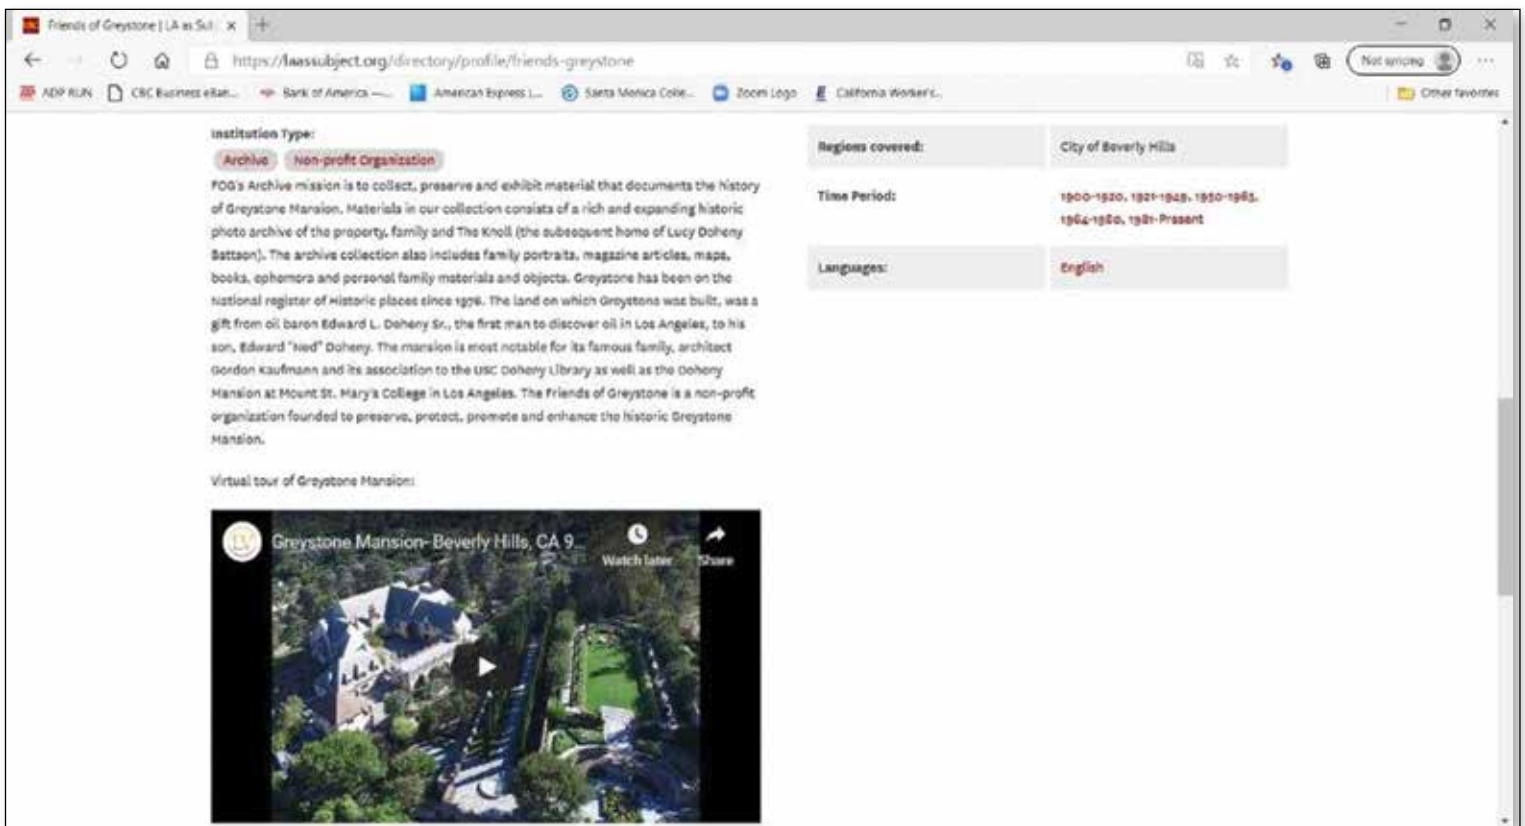 Friends of Greystone | LA as Sub
https://laassubject.org/directory/profile/friends-greystone
Not syncing
ADP RUN
CBC Business eBan...
Bank of America —...
American Express L...
Santa Monica Colle...
Zoom Logo
California Worker's...
Other favorites
Institution Type:
Archive Non-profit Organization
FOG's Archive mission is to collect, preserve and exhibit material that documents the history
of Greystone Mansion. Materials in our collection consists of a rich and expanding historic
photo archive of the property, family and The Knoll (the subsequent home of Lucy Doheny
Battson). The archive collection also includes family portraits, magazine articles, maps,
books, ephemera and personal family materials and objects. Greystone has been on the
National register of Historic places since 1976. The land on which Greystone was built, was a
gift from oil baron Edward L. Doheny Sr., the first man to discover oil in Los Angeles, to his
son, Edward "Ned" Doheny. The mansion is most notable for its famous family, architect
Gordon Kaufmann and its association to the USC Doheny Library as well as the Doheny
Mansion at Mount St. Mary's College in Los Angeles. The Friends of Greystone is a non-profit
organization founded to preserve, protect, promote and enhance the historic Greystone
Mansion.
Virtual tour of Greystone Mansion:
Greystone Mansion- Beverly Hills, CA 9...
Watch later
Share
Regions covered:
City of Beverly Hills
Time Period:
1900-1920, 1921-1949, 1950-1963,
1964-1980, 1981-Present
Languages:
English